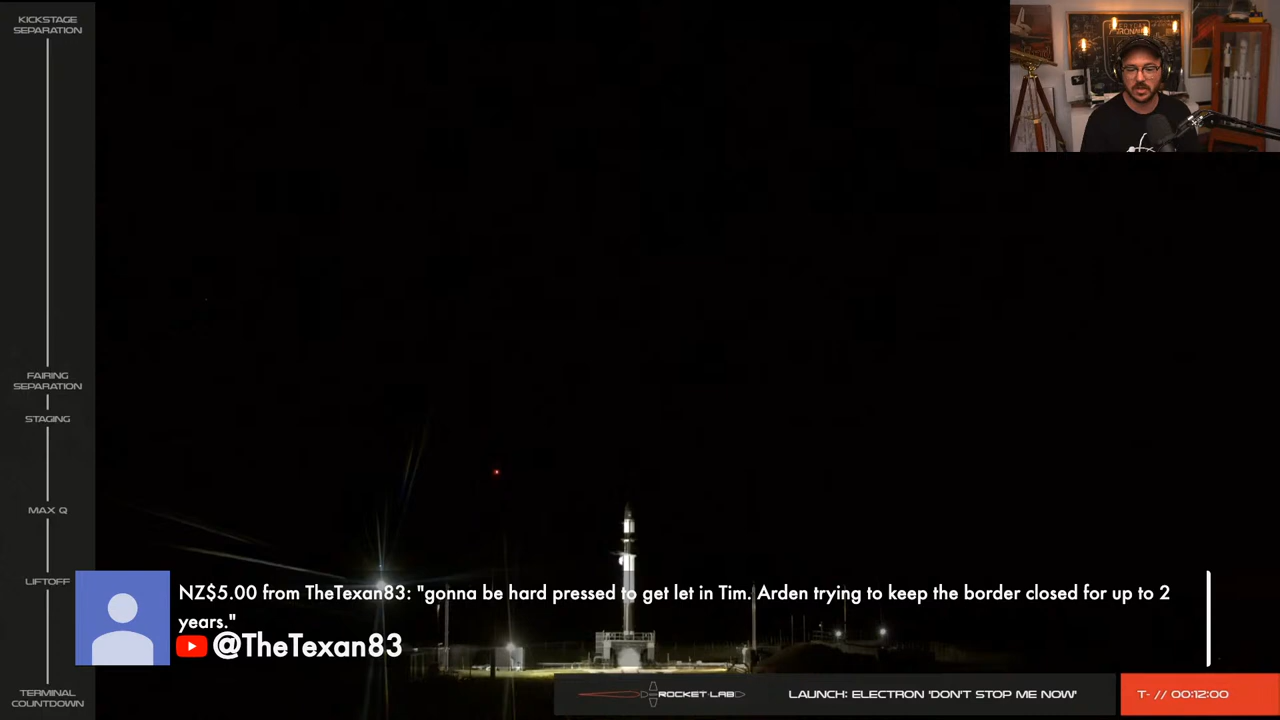 KICKSTAGE
SEPARATION
FAIRING
SEPARATION
STAGING
MAX Q
LIFTOFF
TERMINAL
COUNTDOWN
NZ$5.00 from TheTexan83: "gonna be hard pressed to get let in Tim. Arden trying to keep the border closed for up to 2
years."
@TheTexan83
ROCKET LAB
LAUNCH: ELECTRON 'DON'T STOP ME NOW'
T- // 00:12:00